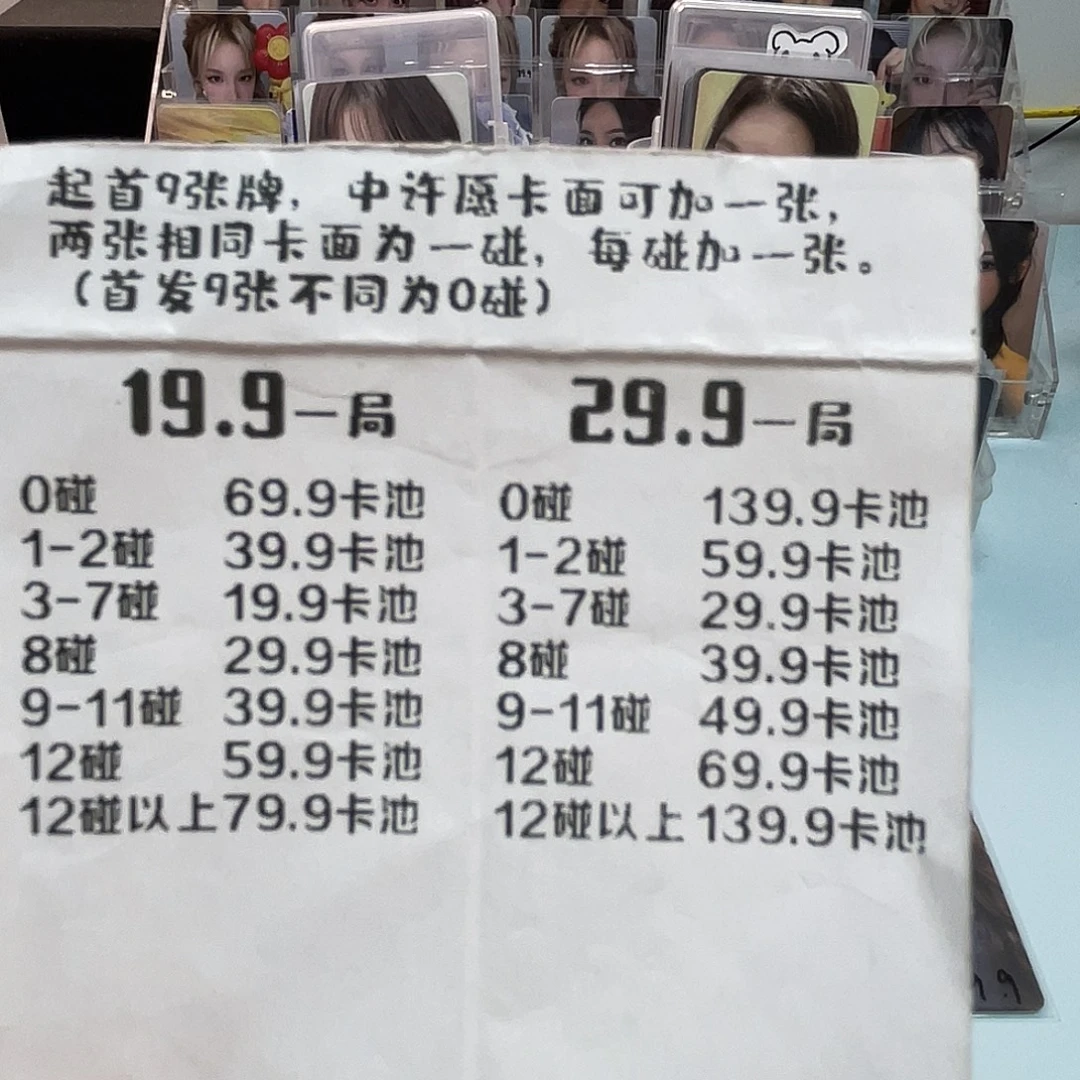 起首9张牌，中许愿卡面可加一张，
两张相同卡面为一碰，每碰加一张。
（首发9张不同为0碰）
19.9一局
0碰 69.9卡池
1-2碰 39.9卡池
3-7碰 19.9卡池
8碰 29.9卡池
9-11碰 39.9卡池
12碰 59.9卡池
12碰以上79.9卡池
29.9一局
0碰 139.9卡池
1-2碰 59.9卡池
3-7碰 29.9卡池
8碰 39.9卡池
9-11碰 49.9卡池
12碰 69.9卡池
12碰以上139.9卡池